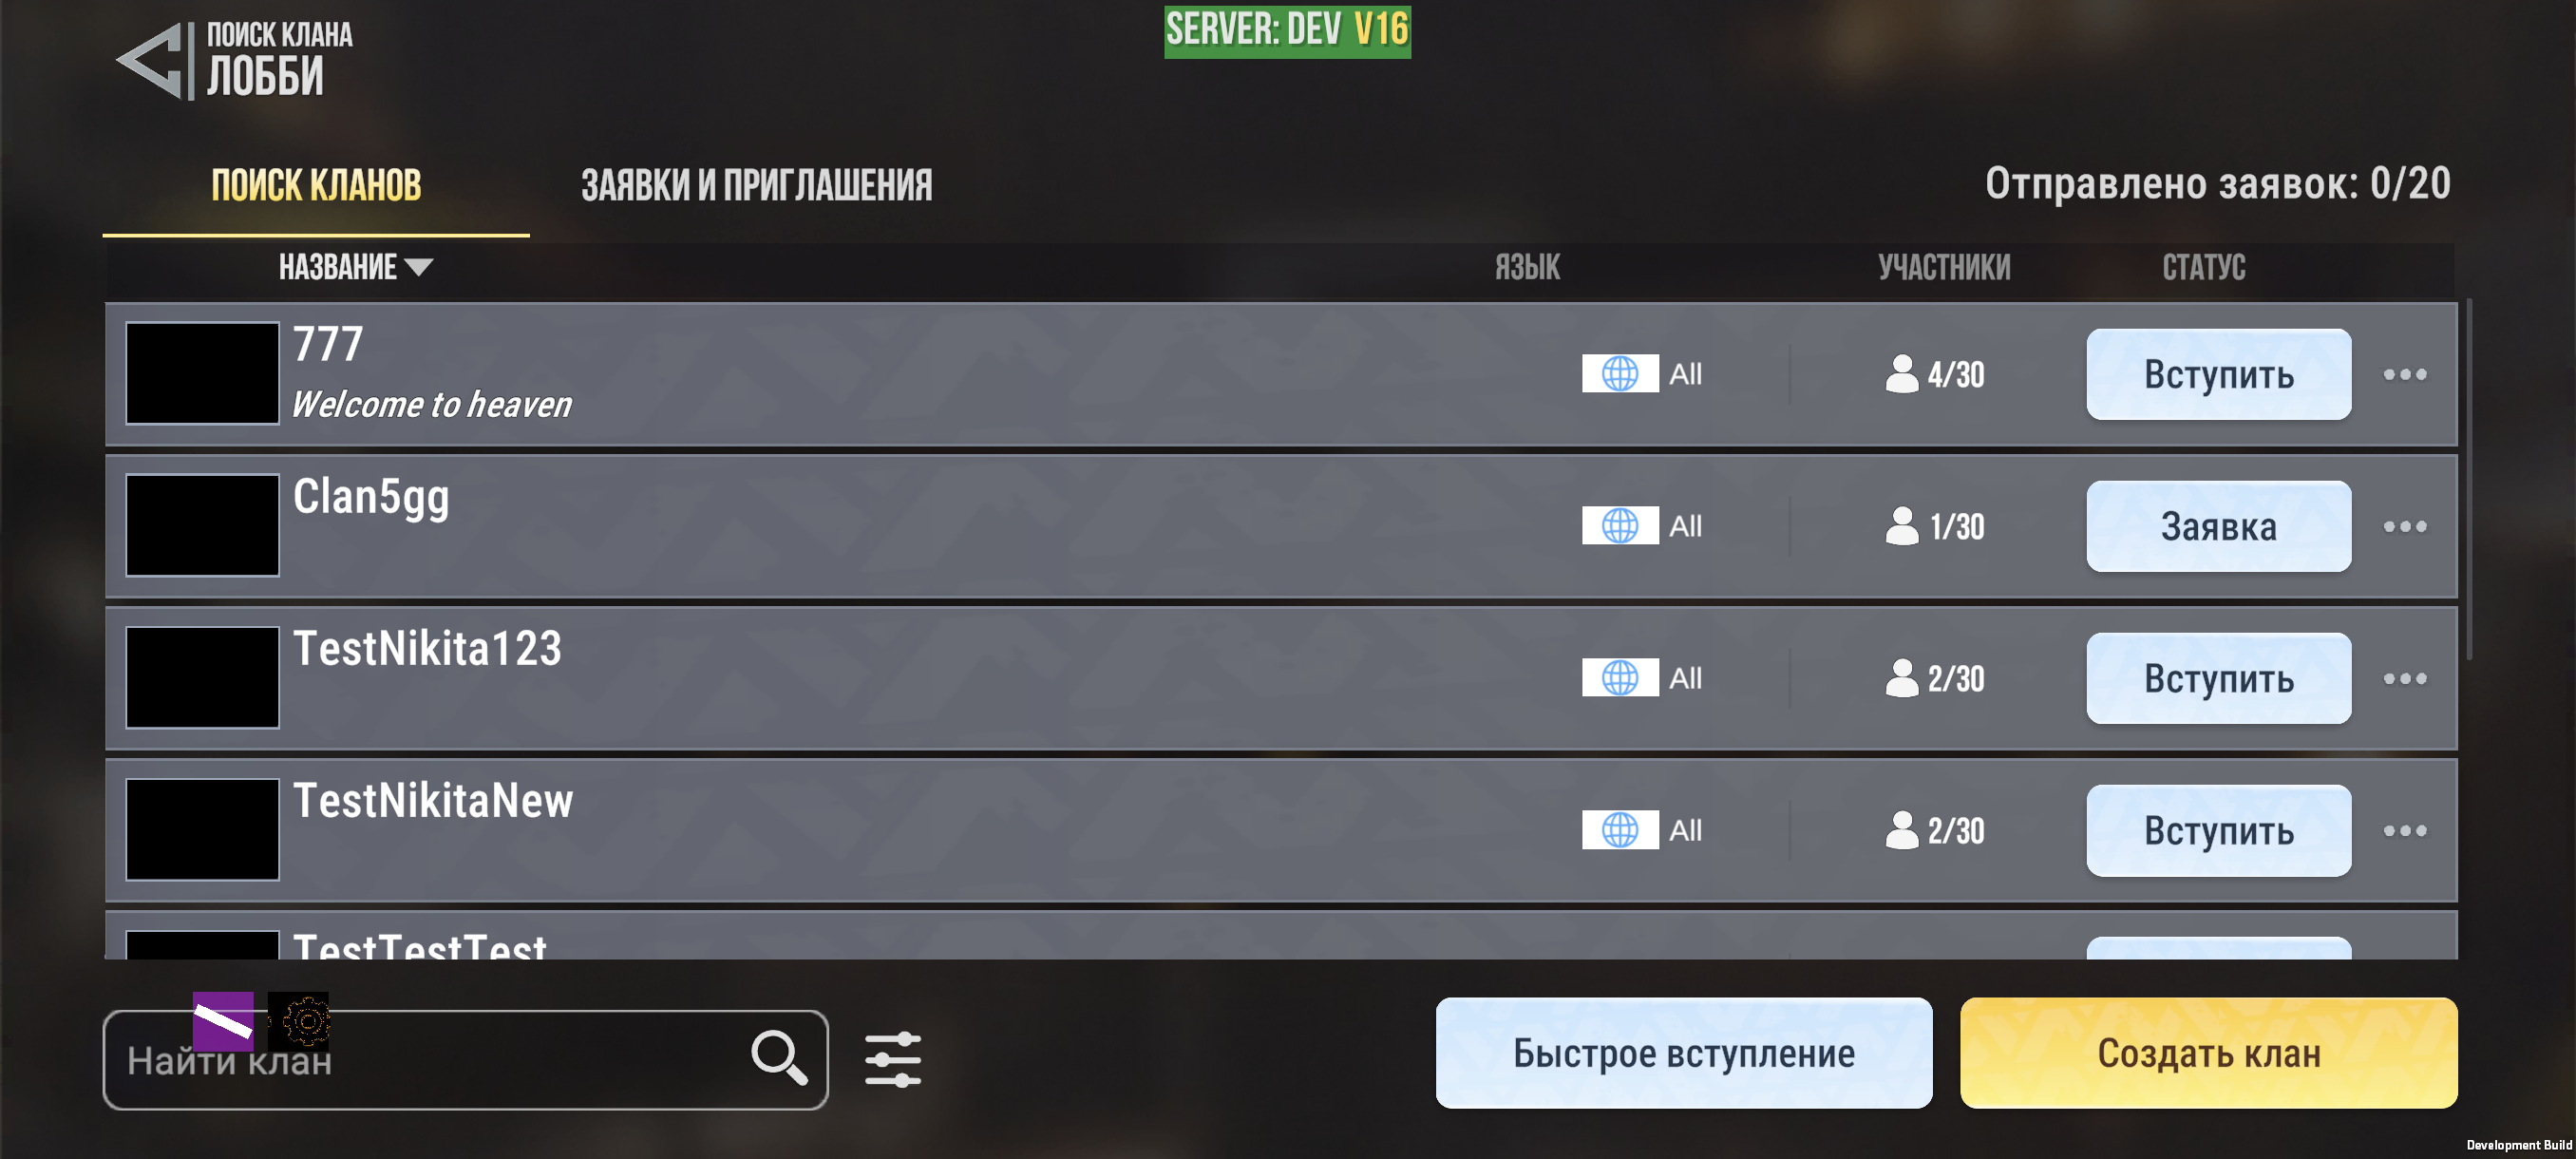 ПОИСК КЛАНА
ЛОББИ
SERVER: DEV V16
ПОИСК КЛАНОВ
ЗАЯВКИ И ПРИГЛАШЕНИЯ
Отправлено заявок: 0/20
НАЗВАНИЕ
ЯЗЫК
УЧАСТНИКИ
СТАТУС
777
Welcome to heaven
All
4/30
Вступить
Clan5gg
All
1/30
Заявка
TestNikita123
All
2/30
Вступить
TestNikitaNew
All
2/30
Вступить
TestTestTest
Найти клан
Быстрое вступление
Создать клан
Development Build